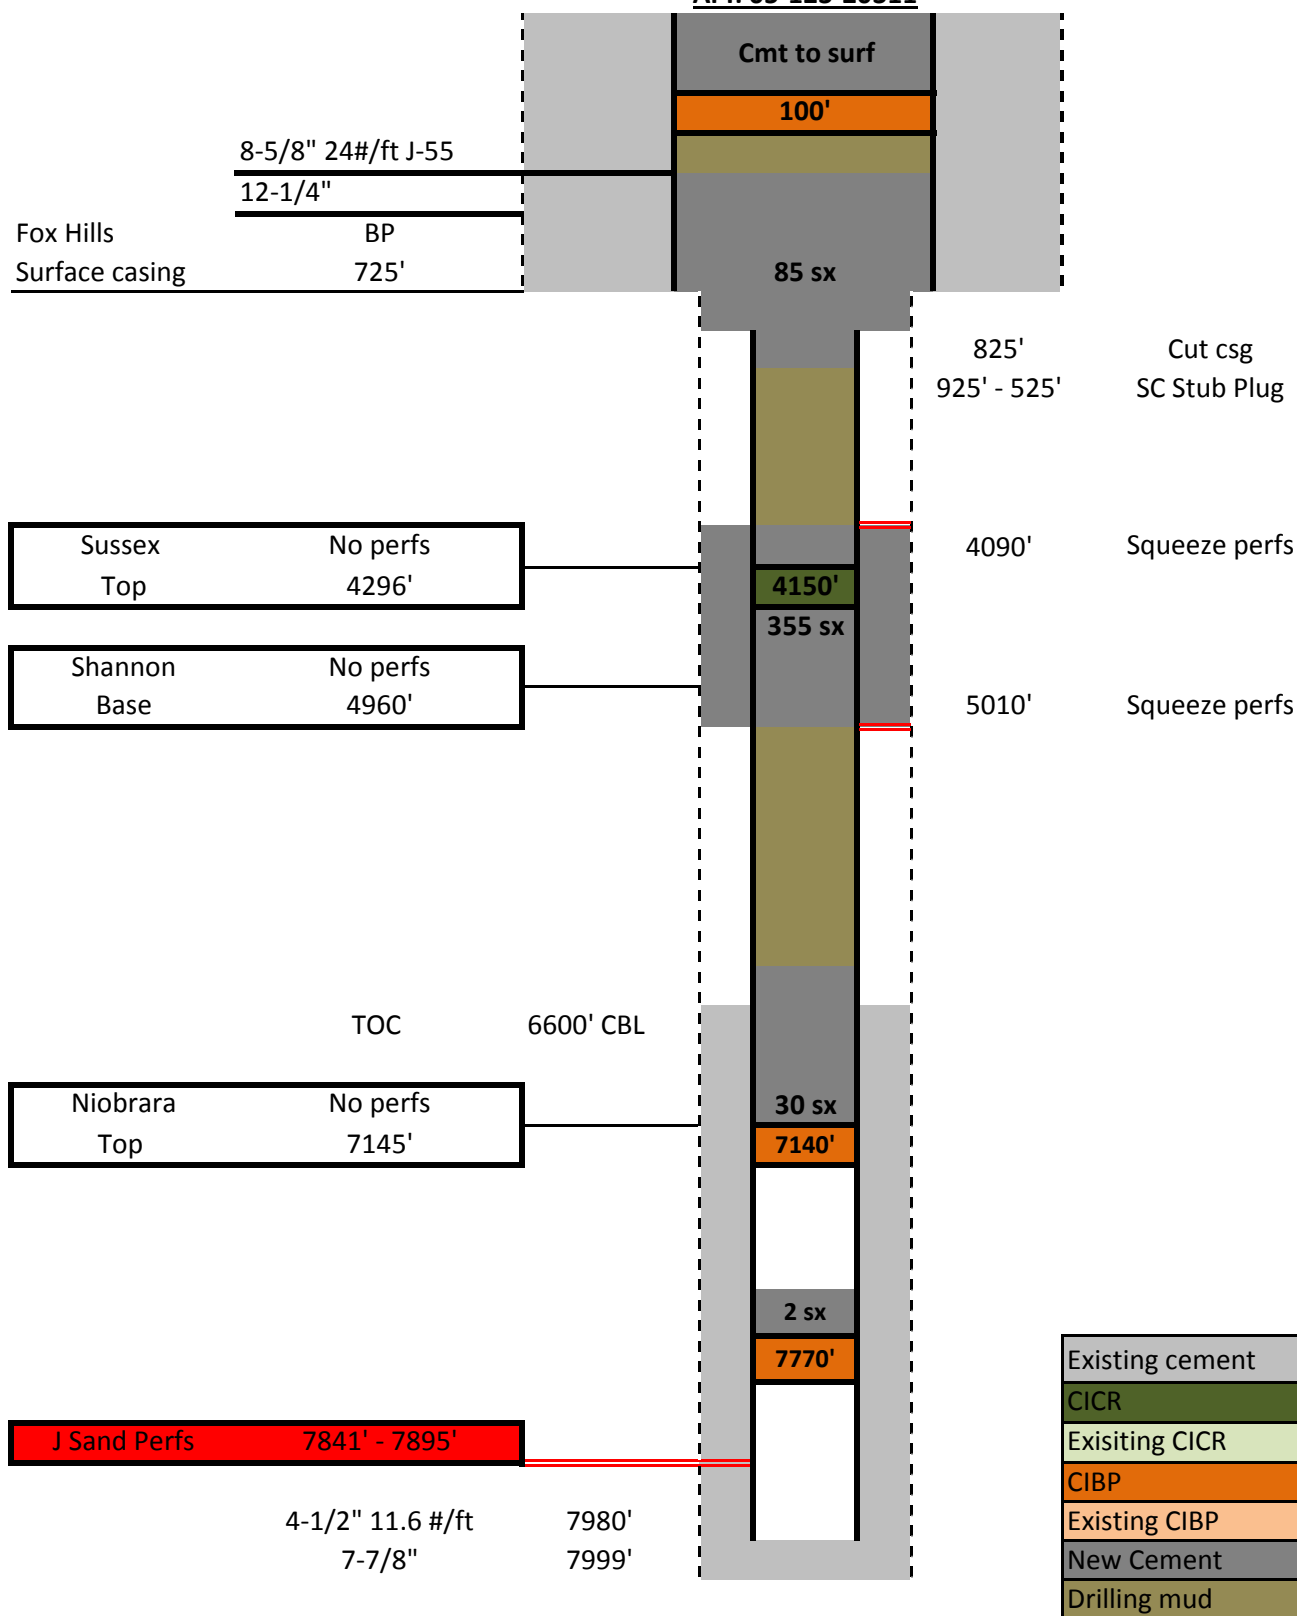 Cmt to surf
100'
8-5/8" 24#/ft J-55
12-1/4"
Fox Hills BP
Surface casing 725'
85 sx
825' Cut csg
925' - 525' SC Stub Plug
Sussex No perfs
Top 4296'
4090' Squeeze perfs
4150'
355 sx
Shannon No perfs
Base 4960'
5010' Squeeze perfs
TOC 6600' CBL
Niobrara No perfs
Top 7145'
30 sx
7140'
2 sx
7770'
J Sand Perfs 7841' - 7895'
4-1/2" 11.6 #/ft 7980'
7-7/8" 7999'
Existing cement
CICR
Exisiting CICR
CIBP
Existing CIBP
New Cement
Drilling mud